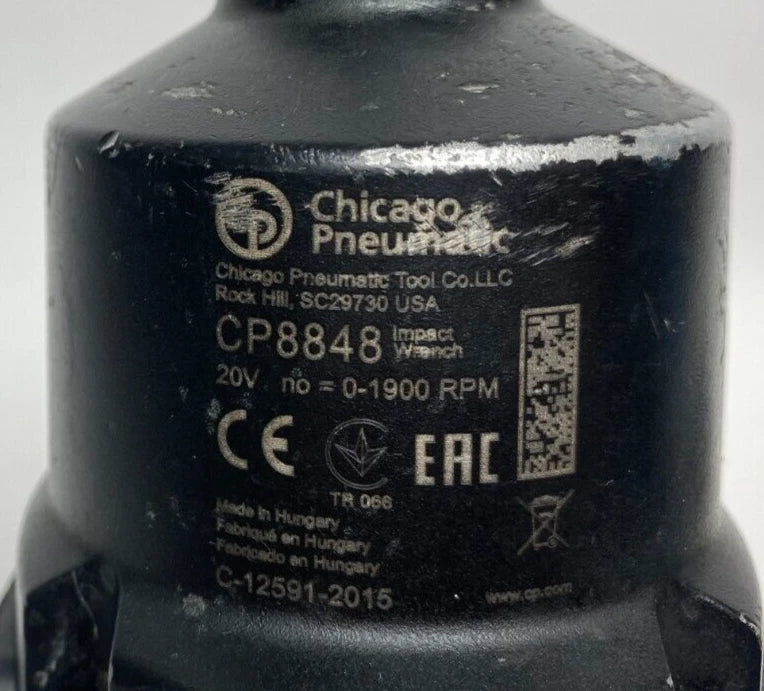 CP
Chicago
Pneumatic
Chicago Pneumatic Tool Co.LLC
Rock Hill, SC29730 USA
CP8848 Impact Wrench
20V no = 0-1900 RPM
CE
EAC
TR 066
Made in Hungary
Fabriqué en Hungary
Fabricado en Hungary
C-12591-2015
www.cp.com